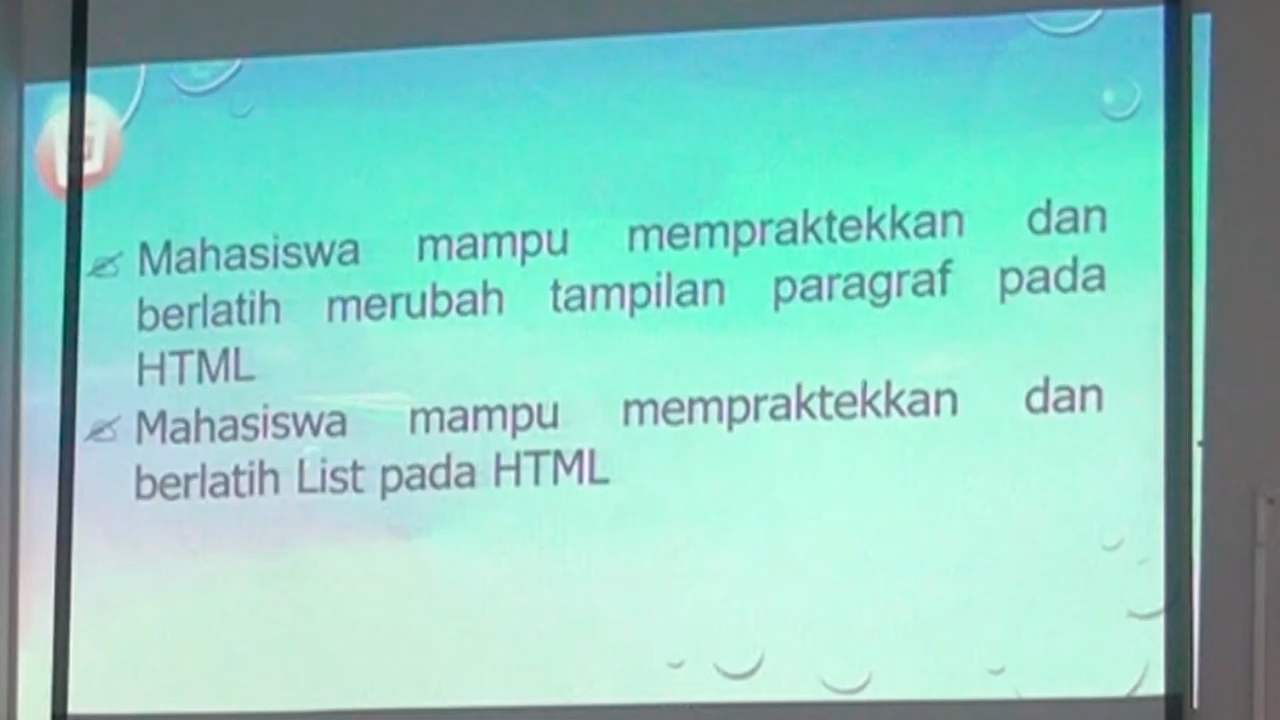 Mahasiswa mampu mempraktekkan dan
berlatih merubah tampilan paragraf pada
HTML
Mahasiswa mampu mempraktekkan dan
berlatih List pada HTML